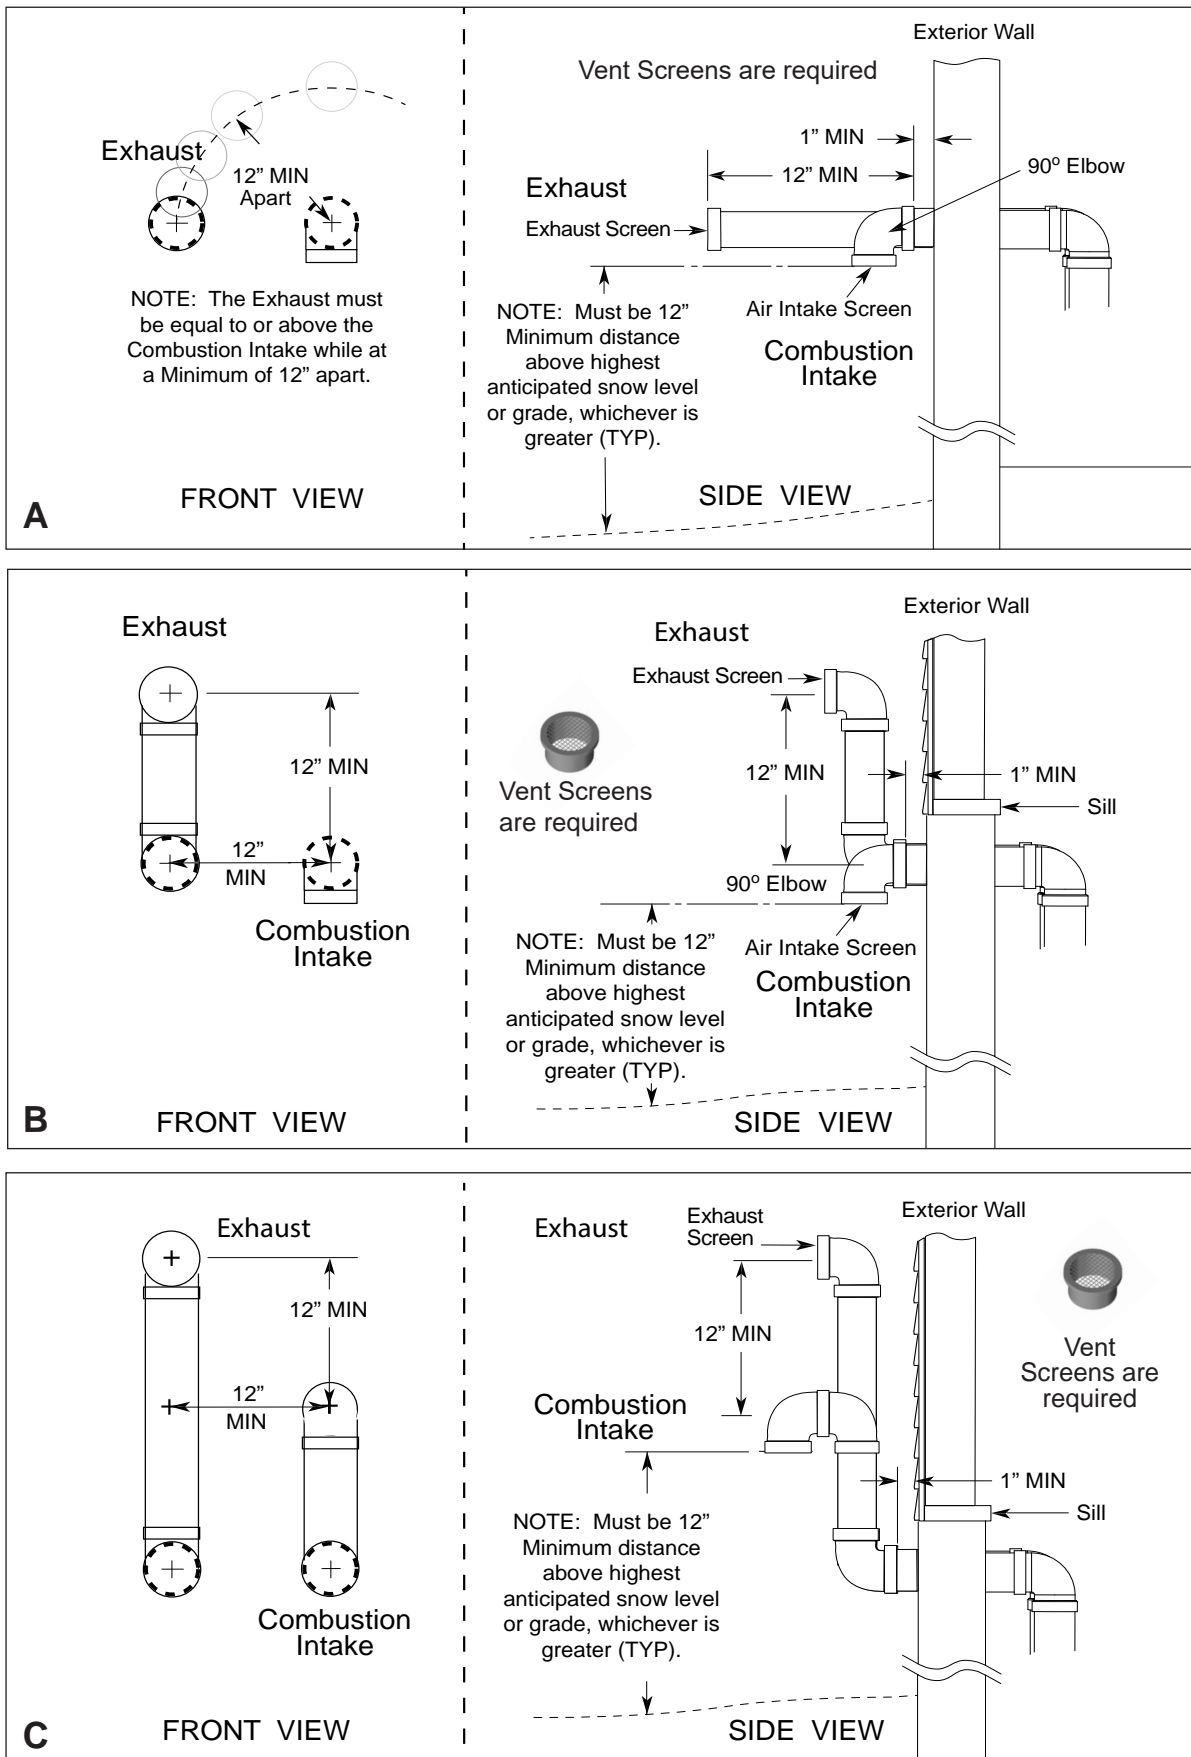 Exhaust
12” MIN
Apart
NOTE: The Exhaust must
be equal to or above the
Combustion Intake while at
a Minimum of 12” apart.
FRONT VIEW
A
Exterior Wall
Vent Screens are required
1” MIN
12” MIN
90º Elbow
Exhaust
Exhaust Screen
Air Intake Screen
Combustion
Intake
NOTE: Must be 12”
Minimum distance
above highest
anticipated snow level
or grade, whichever is
greater (TYP).
SIDE VIEW
Exhaust
12” MIN
12”
MIN
Combustion
Intake
FRONT VIEW
B
Exterior Wall
Exhaust
Exhaust Screen
Vent Screens
are required
12” MIN
1” MIN
Sill
90º Elbow
Air Intake Screen
Combustion
Intake
NOTE: Must be 12”
Minimum distance
above highest
anticipated snow level
or grade, whichever is
greater (TYP).
SIDE VIEW
Exhaust
12” MIN
12”
MIN
Combustion
Intake
FRONT VIEW
C
Exhaust
Exhaust
Screen
Exterior Wall
12” MIN
Vent
Screens are
required
Combustion
Intake
1” MIN
Sill
NOTE: Must be 12”
Minimum distance
above highest
anticipated snow level
or grade, whichever is
greater (TYP).
SIDE VIEW